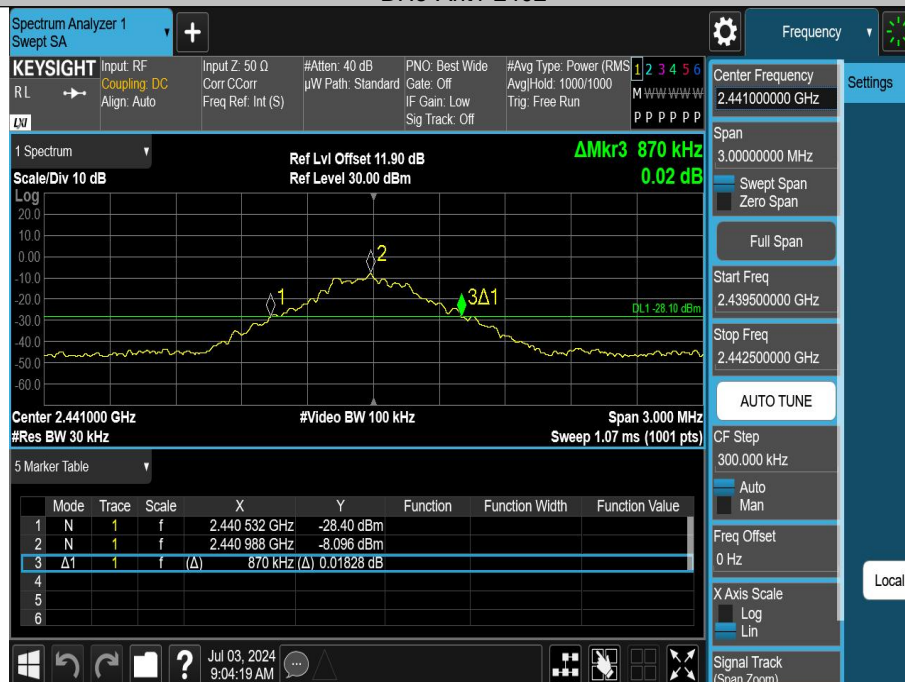 Spectrum Analyzer 1
Swept SA
+
Frequency
KEYSIGHT
RL
LXI
Input: RF
Coupling: DC
Align: Auto
Input Z: 50 Ω
Corr CCorr
Freq Ref: Int (S)
#Atten: 40 dB
µW Path: Standard
PNO: Best Wide
Gate: Off
IF Gain: Low
Sig Track: Off
#Avg Type: Power (RMS
Avg|Hold: 1000/1000
Trig: Free Run
1 2 3 4 5 6
M W W W W W
P P P P P P
1 Spectrum
Scale/Div 10 dB
Ref Lvl Offset 11.90 dB
Ref Level 30.00 dBm
ΔMkr3 870 kHz
0.02 dB
Log
20.0
10.0
0.00
-10.0
-20.0
-30.0
-40.0
-50.0
-60.0
1
2
3Δ1
DL1 -28.10 dBm
Center 2.441000 GHz
#Video BW 100 kHz
Span 3.000 MHz
#Res BW 30 kHz
Sweep 1.07 ms (1001 pts)
5 Marker Table
Mode Trace Scale X Y Function Function Width Function Value
1 N 1 f 2.440 532 GHz -28.40 dBm
2 N 1 f 2.440 988 GHz -8.096 dBm
3 Δ1 1 f (Δ) 870 kHz (Δ) 0.01828 dB
4
5
6
?
Jul 03, 2024
9:04:19 AM
Center Frequency
2.441000000 GHz
Span
3.00000000 MHz
Swept Span
Zero Span
Full Span
Start Freq
2.439500000 GHz
Stop Freq
2.442500000 GHz
AUTO TUNE
CF Step
300.000 kHz
Auto
Man
Freq Offset
0 Hz
X Axis Scale
Log
Lin
Signal Track
(Span Zoom)
Settings
Local